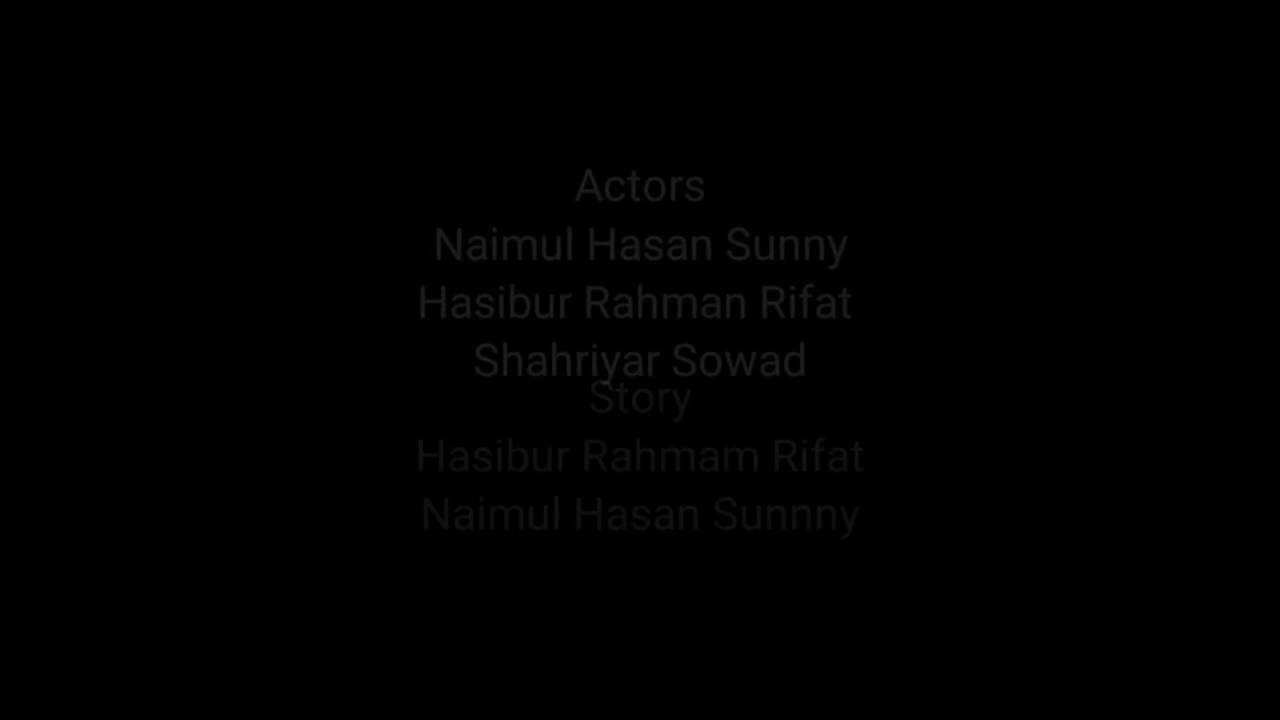 Actors
Naimul Hasan Sunny
Hasibur Rahman Rifat
Shahriyar Sowad
Story
Hasibur Rahmam Rifat
Naimul Hasan Sunnny